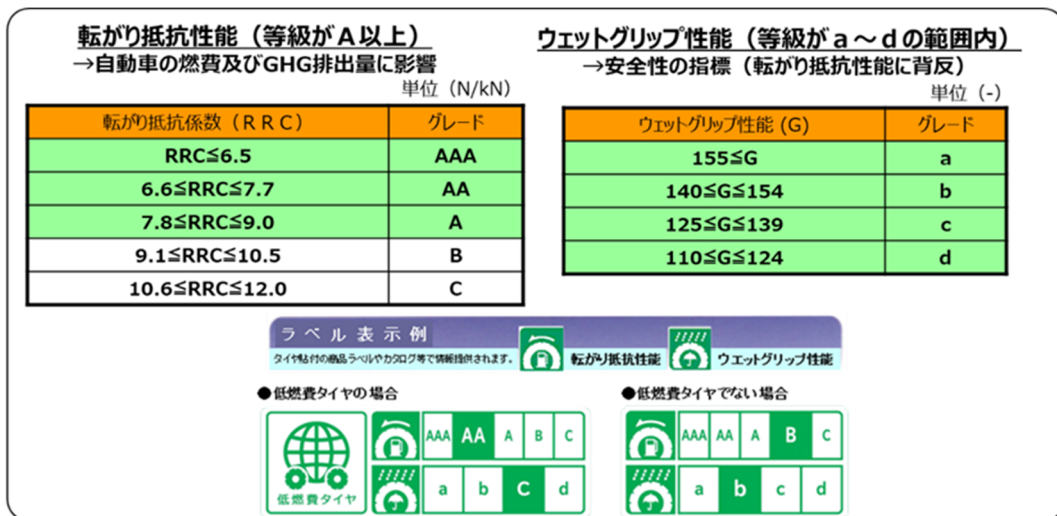 転がり抵抗性能（等級がA以上）
→自動車の燃費及びGHG排出量に影響
単位（N/kN）
転がり抵抗係数（RRC） グレード
RRC≦6.5 AAA
6.6≦RRC≦7.7 AA
7.8≦RRC≦9.0 A
9.1≦RRC≦10.5 B
10.6≦RRC≦12.0 C
ウェットグリップ性能（等級がa～dの範囲内）
→安全性の指標（転がり抵抗性能に背反）
単位（-）
ウェットグリップ性能 (G) グレード
155≦G a
140≦G≦154 b
125≦G≦139 c
110≦G≦124 d
ラベル表示例
タイヤ貼付の商品ラベルやカタログ等で情報提供されます。 転がり抵抗性能 ウエットグリップ性能
●低燃費タイヤの場合
低燃費タイヤ
AAA AA A B C
a b C d
●低燃費タイヤでない場合
AAA AA A B C
a b c d